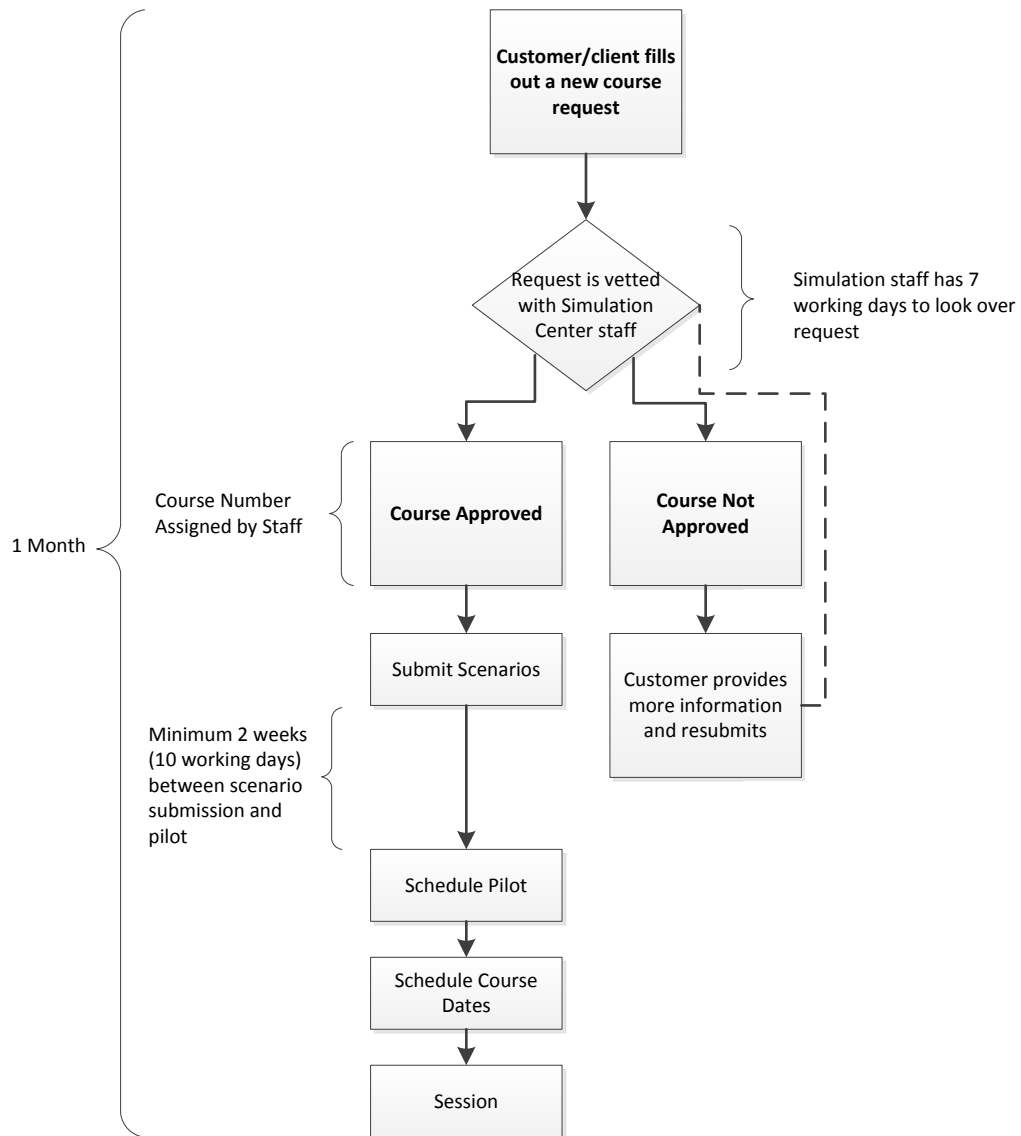 Customer/client fills
out a new course
request
Request is vetted
with Simulation
Center staff
Simulation staff has 7
working days to look over
request
Course Number
Assigned by Staff
Course Approved
Course Not
Approved
1 Month
Submit Scenarios
Customer provides
more information
and resubmits
Minimum 2 weeks
(10 working days)
between scenario
submission and
pilot
Schedule Pilot
Schedule Course
Dates
Session